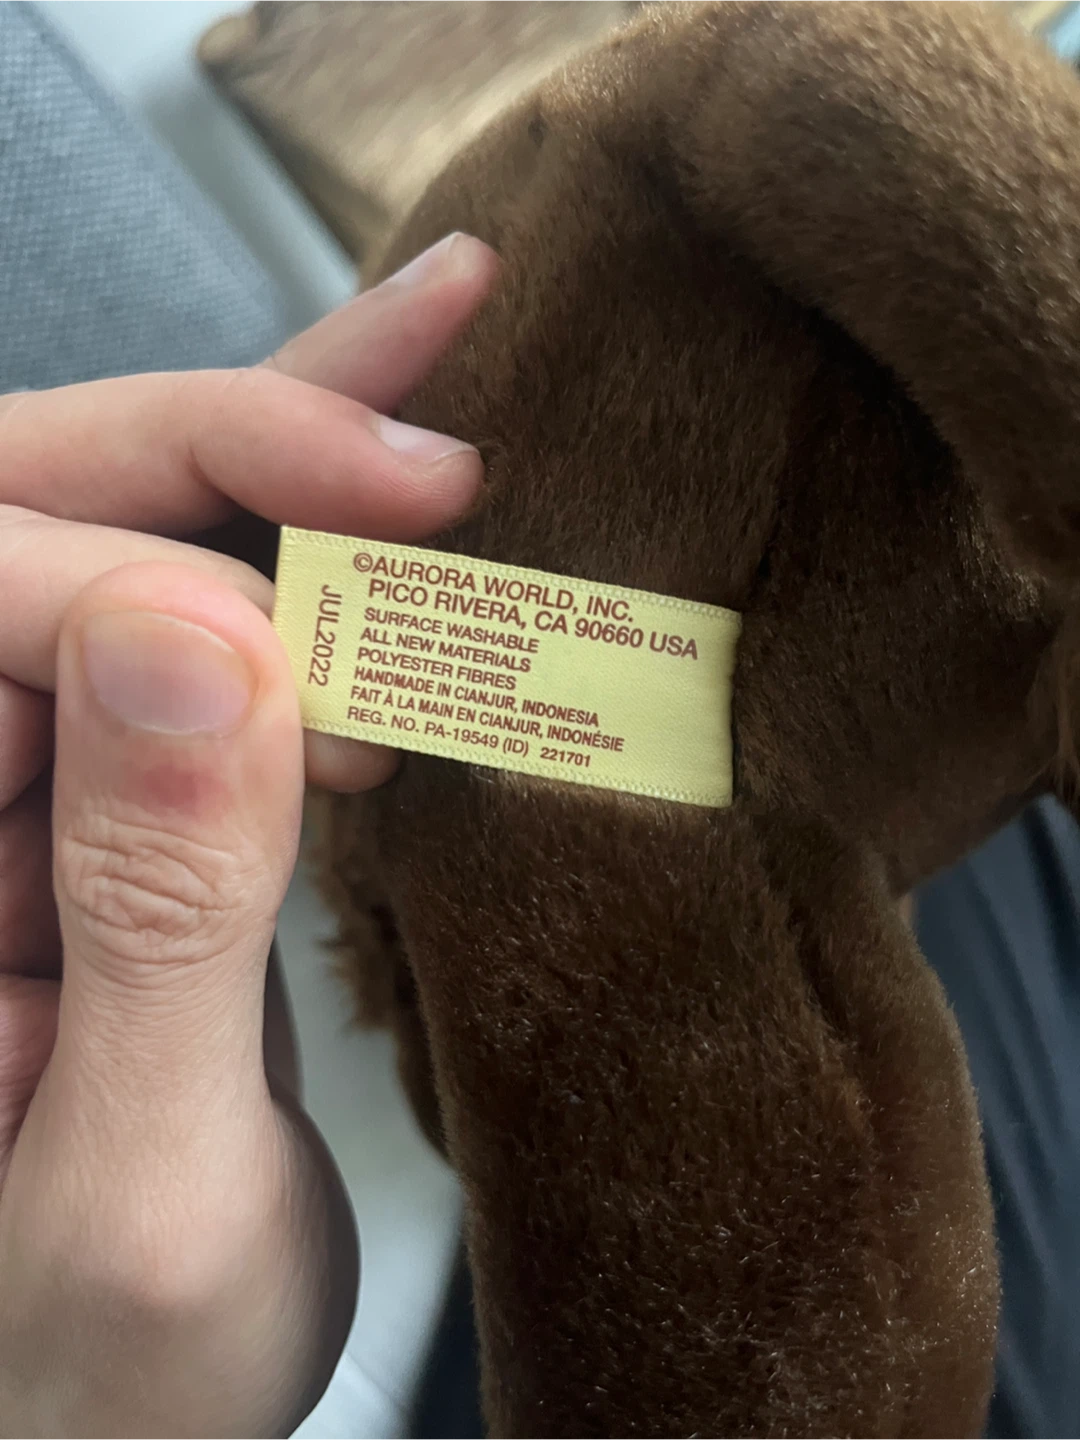 ©AURORA WORLD, INC.
PICO RIVERA, CA 90660 USA
SURFACE WASHABLE
ALL NEW MATERIALS
POLYESTER FIBRES
HANDMADE IN CIANJUR, INDONESIA
FAIT À LA MAIN EN CIANJUR, INDONÉSIE
REG. NO. PA-19549 (ID) 221701
JUL2022